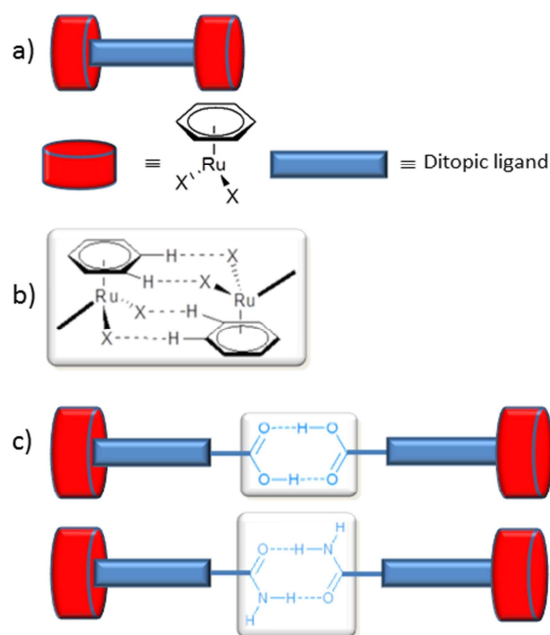 a)
≡ Ru X X ≡ Ditopic ligand
b)
H X
H X
Ru X H Ru
X H
c)
O H O
O H O
H
O H N
N H O
H